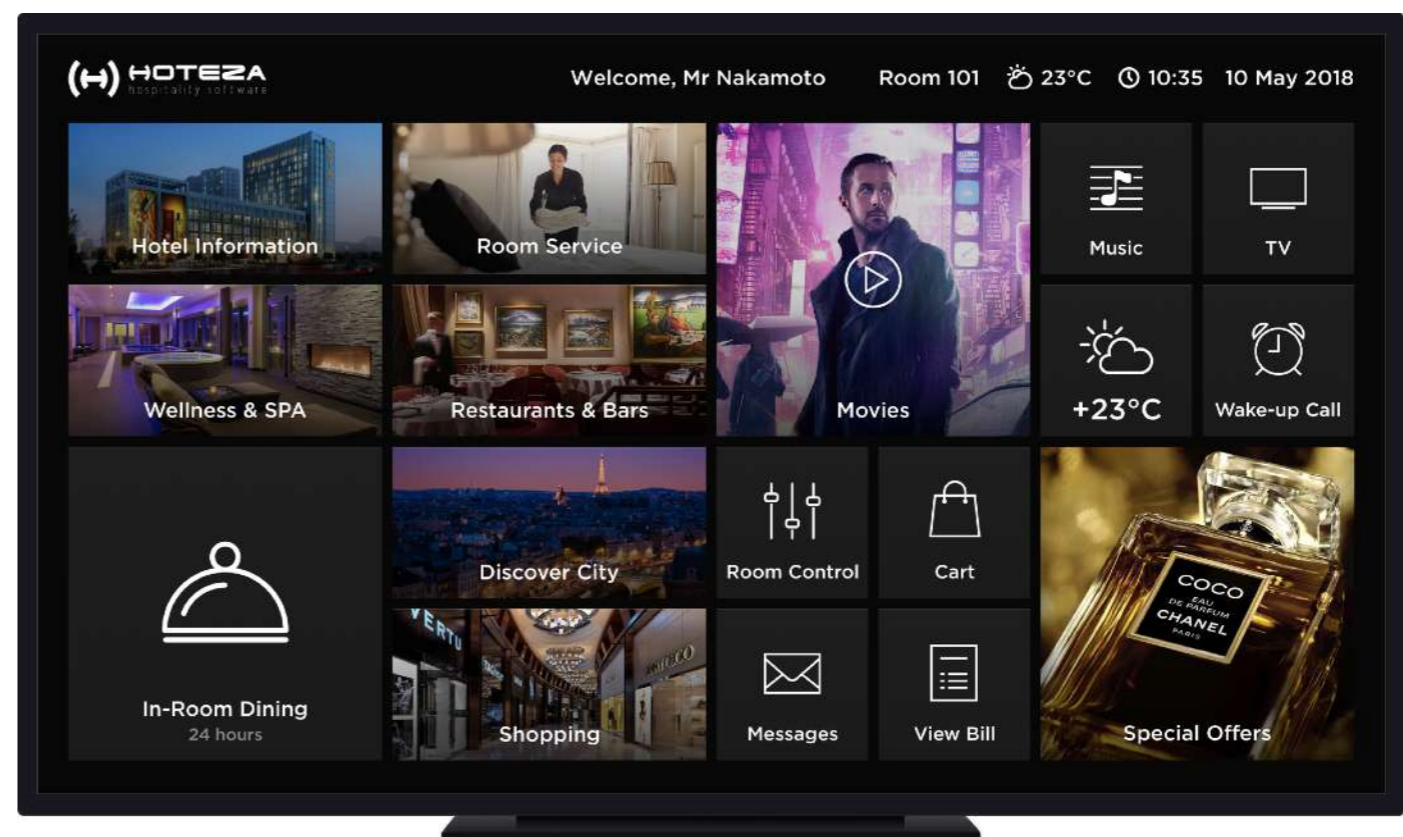 HOTEZA
hospitality software
Welcome, Mr Nakamoto
Room 101
23°C
10:35
10 May 2018
Hotel Information
Room Service
Movies
Music
TV
Wellness & SPA
Restaurants & Bars
+23°C
Wake-up Call
In-Room Dining
24 hours
Discover City
Room Control
Cart
VERTU
Shopping
Messages
View Bill
COCO
EAU
DE PARFUM
CHANEL
PARIS
Special Offers